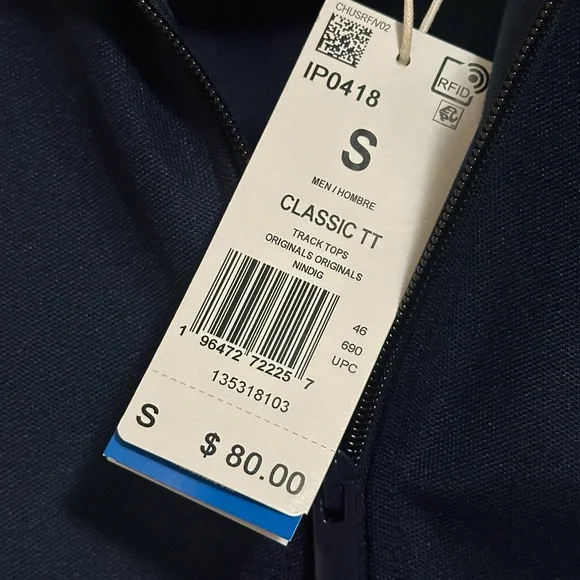 CHUSRF/V02
IP0418
RFID
S
MEN / HOMBRE
CLASSIC TT
TRACK TOPS
ORIGINALS ORIGINALS
NINDIG
46
690
UPC
1 96472 72225 7
135318103
S
$ 80.00